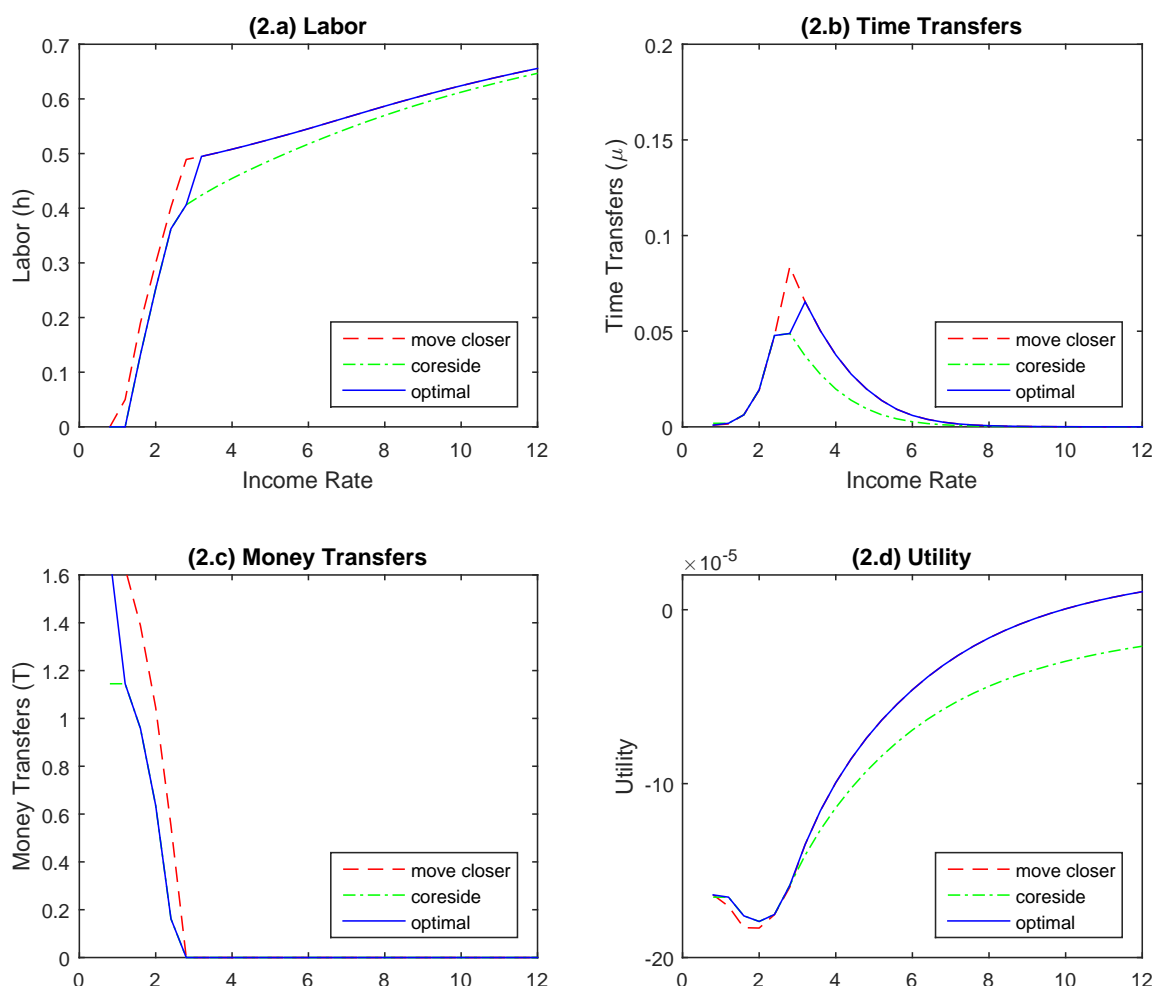 (2.a) Labor
0.7
0.6
0.5
0.4
0.3
0.2
0.1
0
Labor (h)
0 2 4 6 8 10 12
Income Rate
move closer
coreside
optimal
(2.b) Time Transfers
0.2
0.15
0.1
0.05
0
Time Transfers (μ)
0 2 4 6 8 10 12
Income Rate
move closer
coreside
optimal
(2.c) Money Transfers
1.6
1.4
1.2
1
0.8
0.6
0.4
0.2
0
Money Transfers (T)
0 2 4 6 8 10 12
move closer
coreside
optimal
(2.d) Utility
×10⁻⁵
0
-10
-20
Utility
0 2 4 6 8 10 12
move closer
coreside
optimal